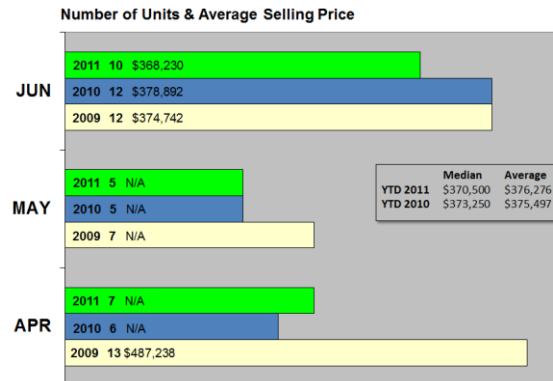 Number of Units & Average Selling Price
JUN
2011 10 $368,230
2010 12 $378,892
2009 12 $374,742
MAY
2011 5 N/A
2010 5 N/A
2009 7 N/A
Median Average
YTD 2011 $370,500 $376,276
YTD 2010 $373,250 $375,497
APR
2011 7 N/A
2010 6 N/A
2009 13 $487,238